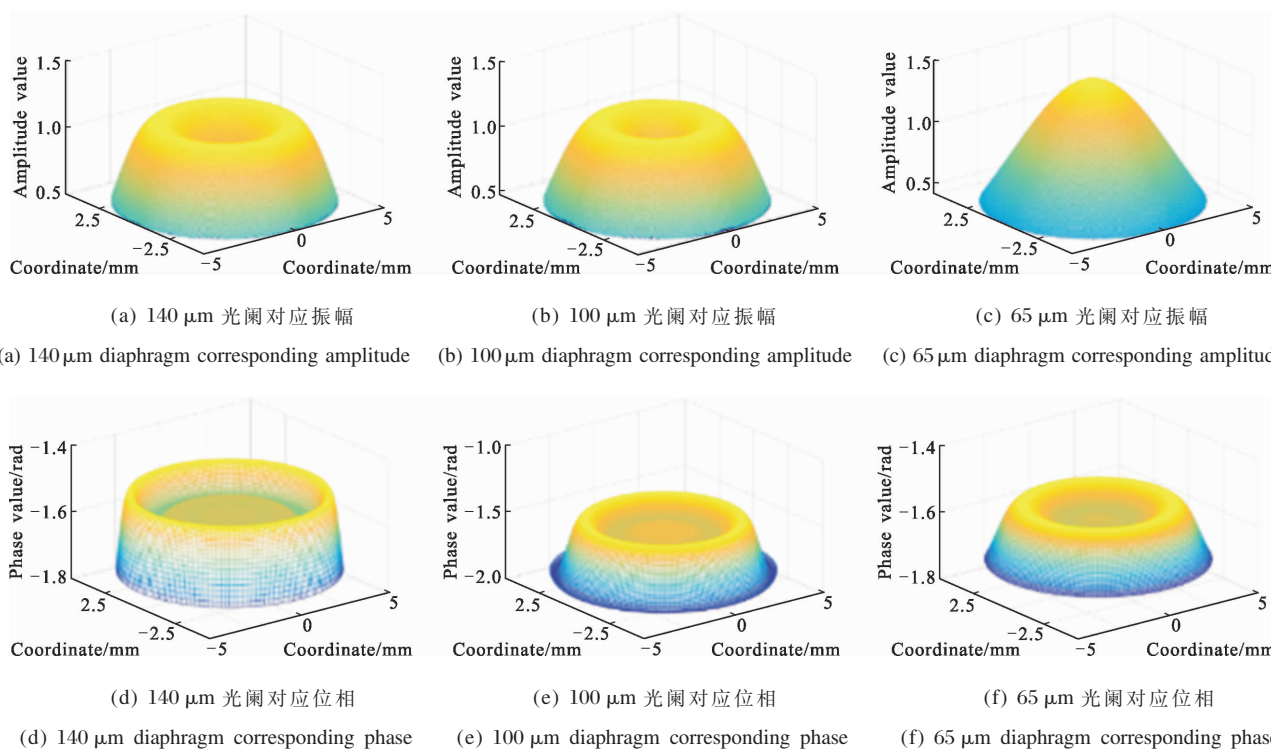 1.5
1.0
0.5
Amplitude value
2.5
−2.5
−5
0
5
Coordinate/mm
Coordinate/mm
1.5
1.0
0.5
Amplitude value
2.5
−2.5
−5
0
5
Coordinate/mm
Coordinate/mm
1.5
1.0
0.5
Amplitude value
2.5
−2.5
−5
0
5
Coordinate/mm
Coordinate/mm
(a) 140 μm 光阑对应振幅
(b) 100 μm 光阑对应振幅
(c) 65 μm 光阑对应振幅
(a) 140 μm diaphragm corresponding amplitude
(b) 100 μm diaphragm corresponding amplitude
(c) 65 μm diaphragm corresponding amplitud
−1.4
−1.6
−1.8
Phase value/rad
2.5
−2.5
−5
0
5
Coordinate/mm
Coordinate/mm
−1.0
−1.5
−2.0
Phase value/rad
2.5
−2.5
−5
0
5
Coordinate/mm
Coordinate/mm
−1.4
−1.6
−1.8
Phase value/rad
2.5
−2.5
−5
0
5
Coordinate/mm
Coordinate/mm
(d) 140 μm 光阑对应位相
(e) 100 μm 光阑对应位相
(f) 65 μm 光阑对应位相
(d) 140 μm diaphragm corresponding phase
(e) 100 μm diaphragm corresponding phase
(f) 65 μm diaphragm corresponding phase